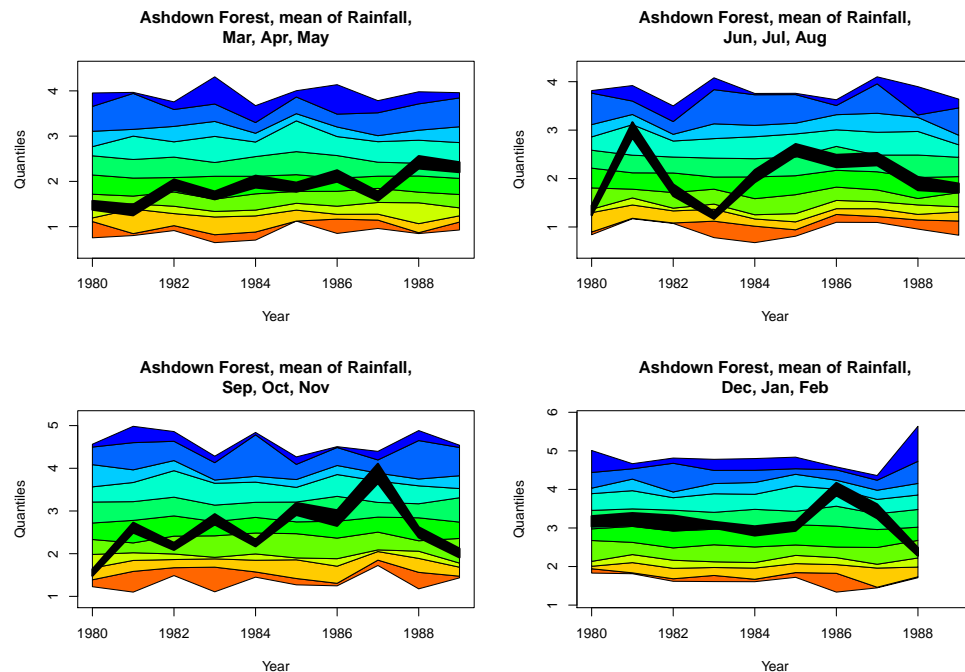 Ashdown Forest, mean of Rainfall,
Mar, Apr, May
Quantiles
4
3
2
1
1980
1982
1984
1986
1988
Year
Ashdown Forest, mean of Rainfall,
Jun, Jul, Aug
Quantiles
4
3
2
1
1980
1982
1984
1986
1988
Year
Ashdown Forest, mean of Rainfall,
Sep, Oct, Nov
Quantiles
5
4
3
2
1
1980
1982
1984
1986
1988
Year
Ashdown Forest, mean of Rainfall,
Dec, Jan, Feb
Quantiles
6
5
4
3
2
1
1980
1982
1984
1986
1988
Year